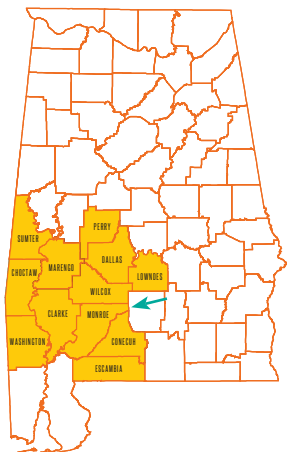 PERRY
SUMTER
DALLAS
MARENGO
CHOCTAW
LOWNDES
WILCOX
CLARKE
MONROE
WASHINGTON
CONECUH
ESCAMBIA